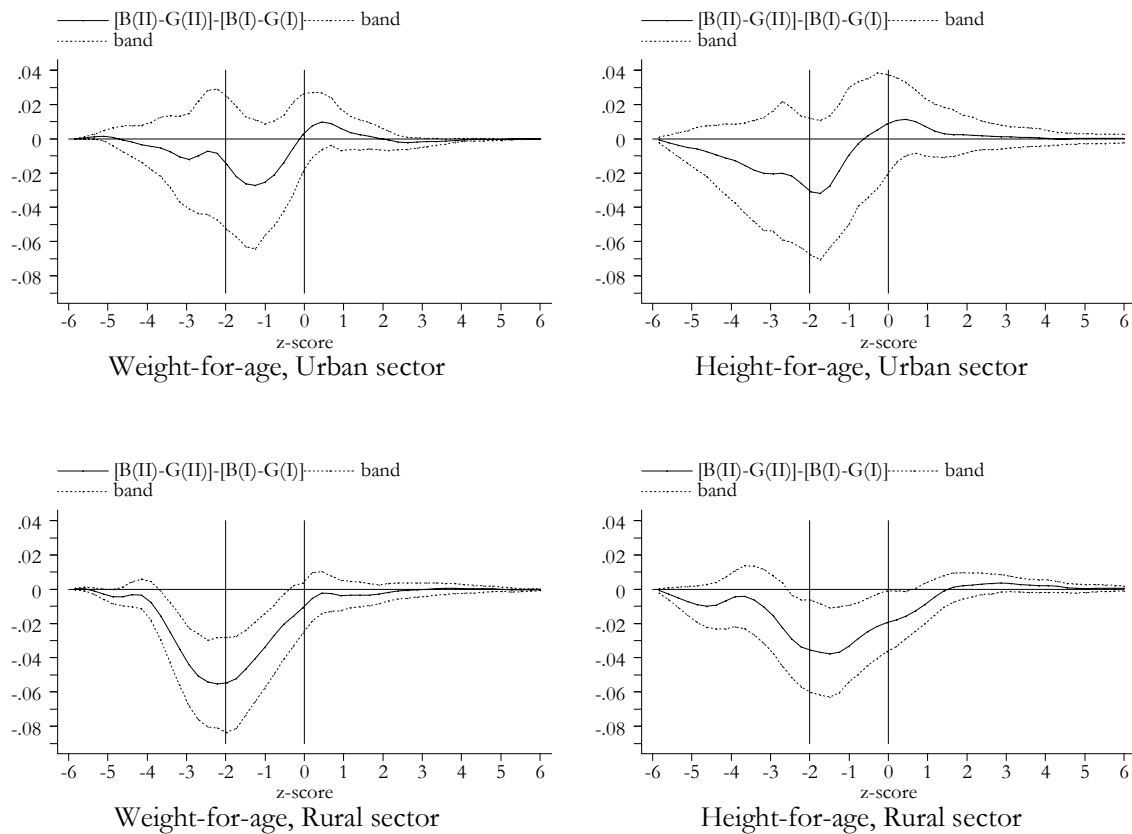 [B(II)-G(II)]-[B(I)-G(I)] band
band
.04
.02
0
-.02
-.04
-.06
-.08
-6 -5 -4 -3 -2 -1 0 1 2 3 4 5 6
z-score
Weight-for-age, Urban sector
[B(II)-G(II)]-[B(I)-G(I)] band
band
.04
.02
0
-.02
-.04
-.06
-.08
-6 -5 -4 -3 -2 -1 0 1 2 3 4 5 6
z-score
Height-for-age, Urban sector
[B(II)-G(II)]-[B(I)-G(I)] band
band
.04
.02
0
-.02
-.04
-.06
-.08
-6 -5 -4 -3 -2 -1 0 1 2 3 4 5 6
z-score
Weight-for-age, Rural sector
[B(II)-G(II)]-[B(I)-G(I)] band
band
.04
.02
0
-.02
-.04
-.06
-.08
-6 -5 -4 -3 -2 -1 0 1 2 3 4 5 6
z-score
Height-for-age, Rural sector